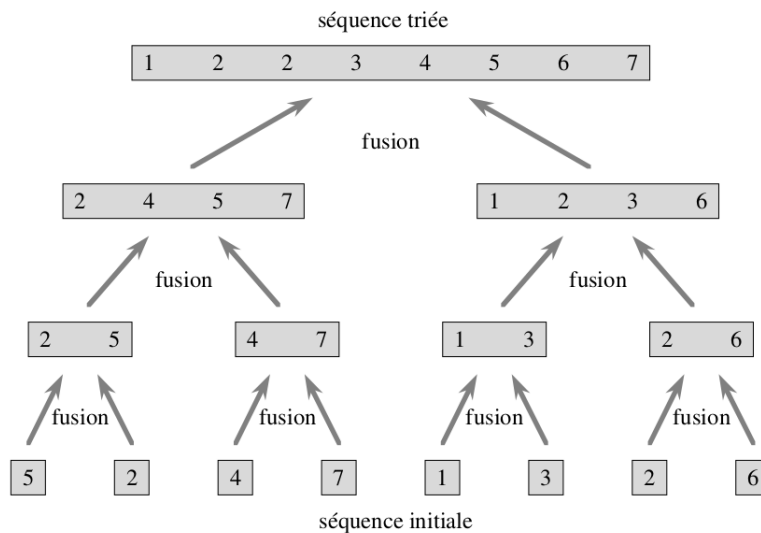 séquence triée
1 2 2 3 4 5 6 7
fusion
2 4 5 7
1 2 3 6
fusion
fusion
2 5
4 7
1 3
2 6
fusion
fusion
fusion
fusion
5
2
4
7
1
3
2
6
séquence initiale